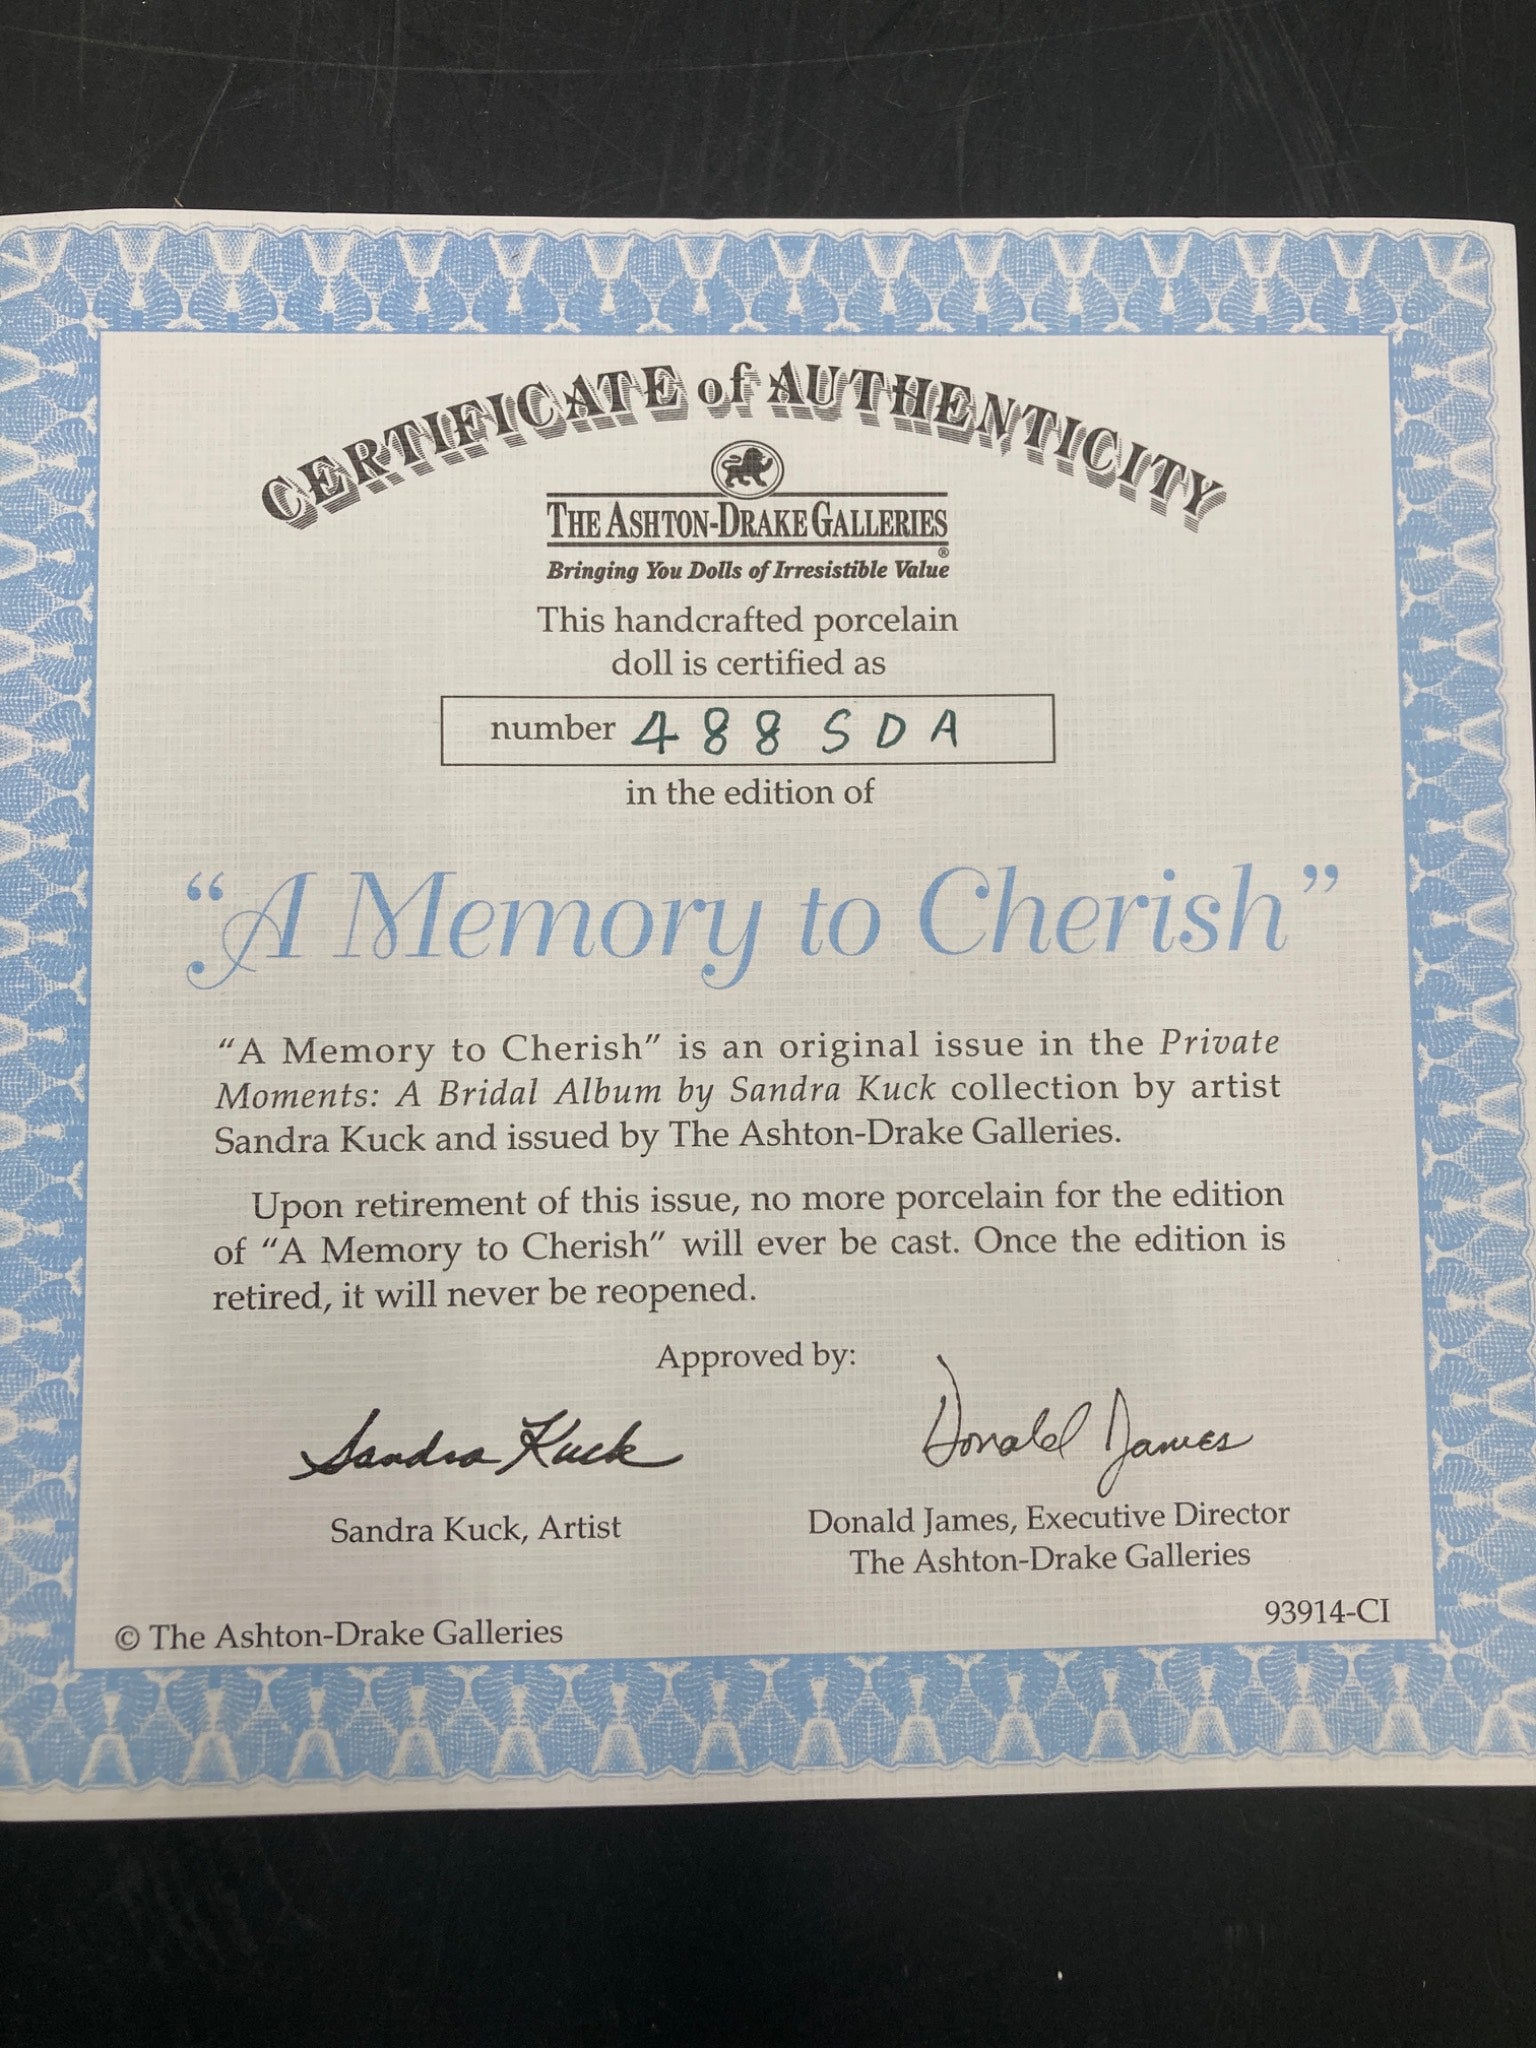 CERTIFICATE of AUTHENTICITY
THE ASHTON-DRAKE GALLERIES
®
Bringing You Dolls of Irresistible Value
This handcrafted porcelain
doll is certified as
number 488 SDA
in the edition of
“A Memory to Cherish”
“A Memory to Cherish” is an original issue in the Private
Moments: A Bridal Album by Sandra Kuck collection by artist
Sandra Kuck and issued by The Ashton-Drake Galleries.
Upon retirement of this issue, no more porcelain for the edition
of “A Memory to Cherish” will ever be cast. Once the edition is
retired, it will never be reopened.
Approved by:
Sandra Kuck
Donald James
Sandra Kuck, Artist
Donald James, Executive Director
The Ashton-Drake Galleries
93914-CI
© The Ashton-Drake Galleries